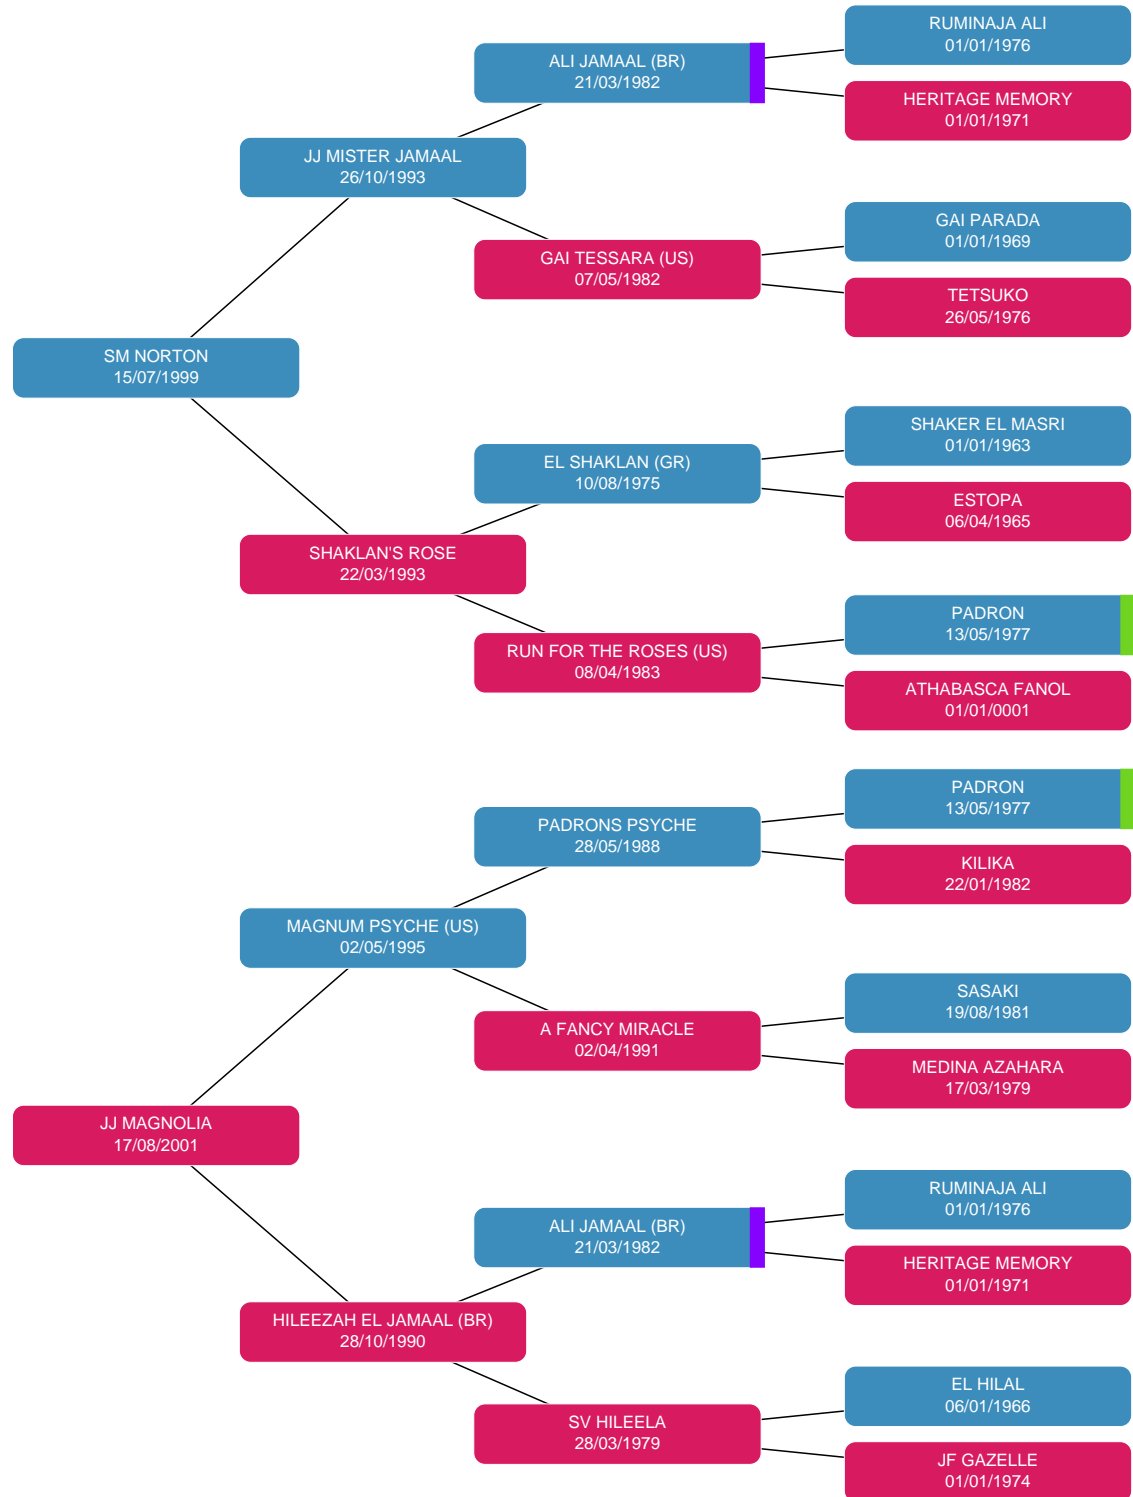 RUMINAJA ALI
01/01/1976
ALI JAMAAL (BR)
21/03/1982
HERITAGE MEMORY
01/01/1971
JJ MISTER JAMAAL
26/10/1993
GAI PARADA
01/01/1969
GAI TESSARA (US)
07/05/1982
TETSUKO
26/05/1976
SM NORTON
15/07/1999
SHAKER EL MASRI
01/01/1963
EL SHAKLAN (GR)
10/08/1975
ESTOPA
06/04/1965
SHAKLAN'S ROSE
22/03/1993
PADRON
13/05/1977
RUN FOR THE ROSES (US)
08/04/1983
ATHABASCA FANOL
01/01/0001
PADRON
13/05/1977
PADRONS PSYCHE
28/05/1988
KILIKA
22/01/1982
MAGNUM PSYCHE (US)
02/05/1995
SASAKI
19/08/1981
A FANCY MIRACLE
02/04/1991
MEDINA AZAHARA
17/03/1979
JJ MAGNOLIA
17/08/2001
RUMINAJA ALI
01/01/1976
ALI JAMAAL (BR)
21/03/1982
HERITAGE MEMORY
01/01/1971
HILEEZAH EL JAMAAL (BR)
28/10/1990
EL HILAL
06/01/1966
SV HILEELA
28/03/1979
JF GAZELLE
01/01/1974